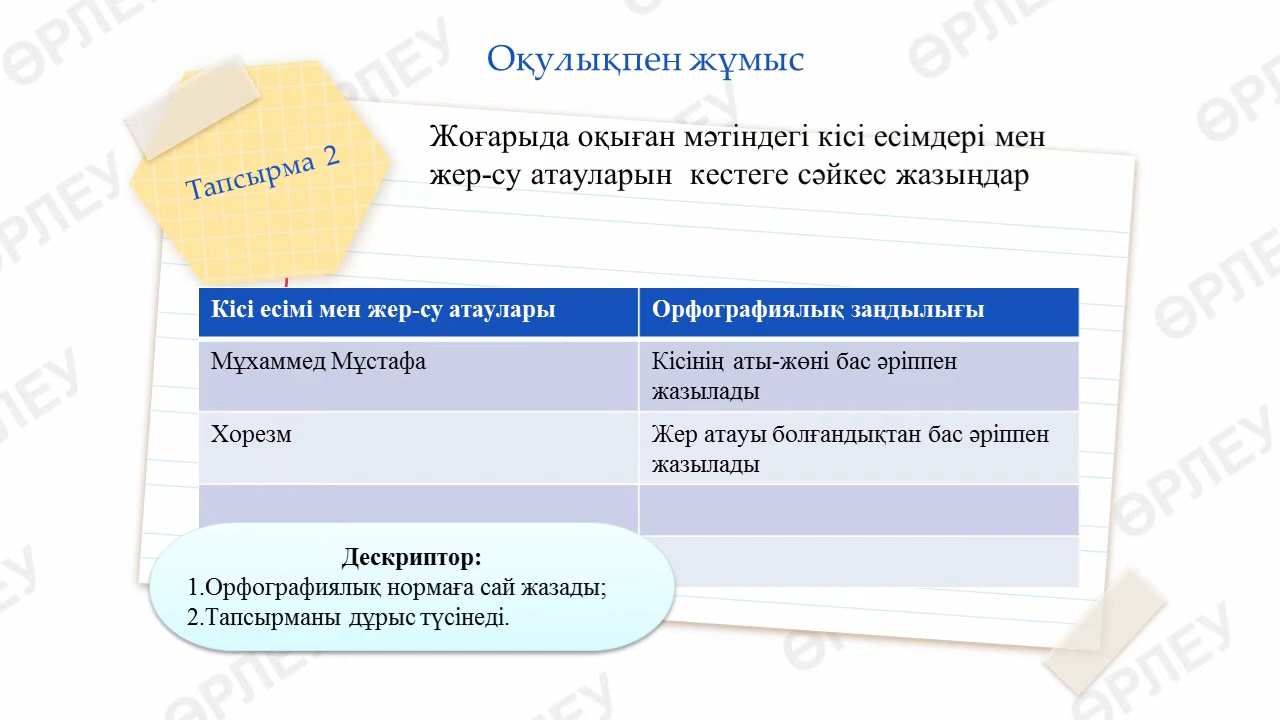 Оқулықпен жұмыс
Тапсырма 2
Жоғарыда оқыған мәтіндегі кісі есімдері мен
жер-су атауларын кестеге сәйкес жазыңдар
Кісі есімі мен жер-су атаулары
Орфографиялық заңдылығы
Мұхаммед Мұстафа
Кісінің аты-жөні бас әріппен
жазылады
Хорезм
Жер атауы болғандықтан бас әріппен
жазылады
Дескриптор:
1.Орфографиялық нормаға сай жазады;
2.Тапсырманы дұрыс түсінеді.
ӨРЛЕУ